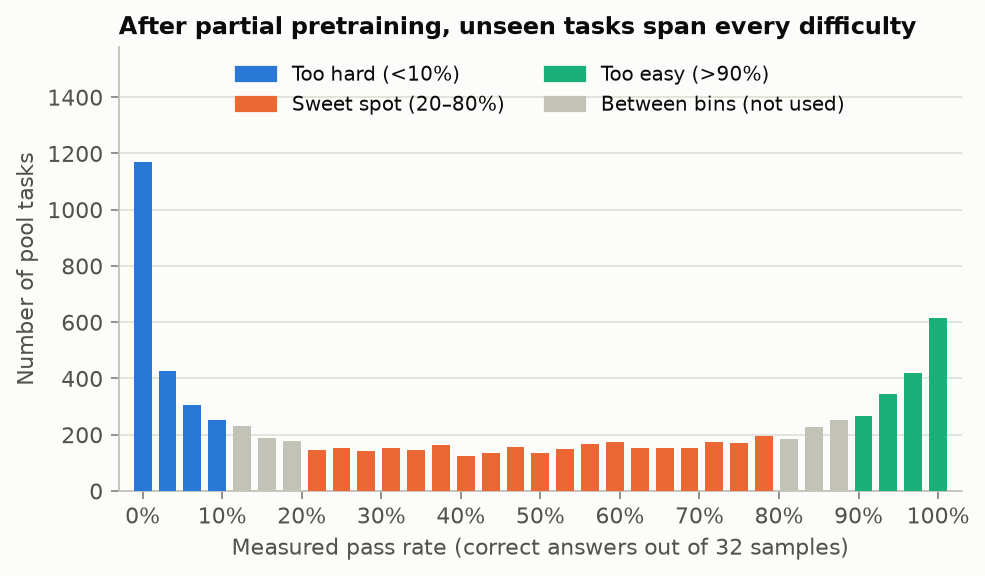 After partial pretraining, unseen tasks span every difficulty
Too hard (<10%)
Too easy (>90%)
Sweet spot (20–80%)
Between bins (not used)
Number of pool tasks
1400
1200
1000
800
600
400
200
0
0% 10% 20% 30% 40% 50% 60% 70% 80% 90% 100%
Measured pass rate (correct answers out of 32 samples)